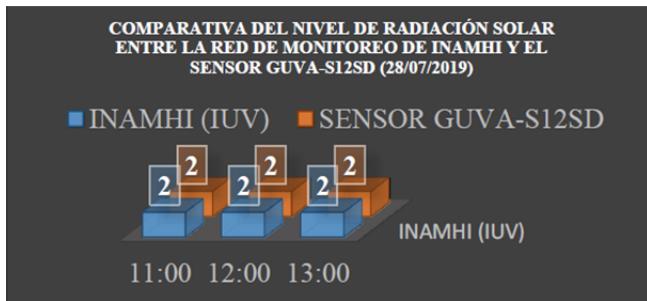 COMPARATIVA DEL NIVEL DE RADIACIÓN SOLAR
ENTRE LA RED DE MONITOREO DE INAMHI Y EL
SENSOR GUVA-S12SD (28/07/2019)
INAMHI (IUV) SENSOR GUVA-S12SD
2 2 2
2 2 2
INAMHI (IUV)
11:00 12:00 13:00